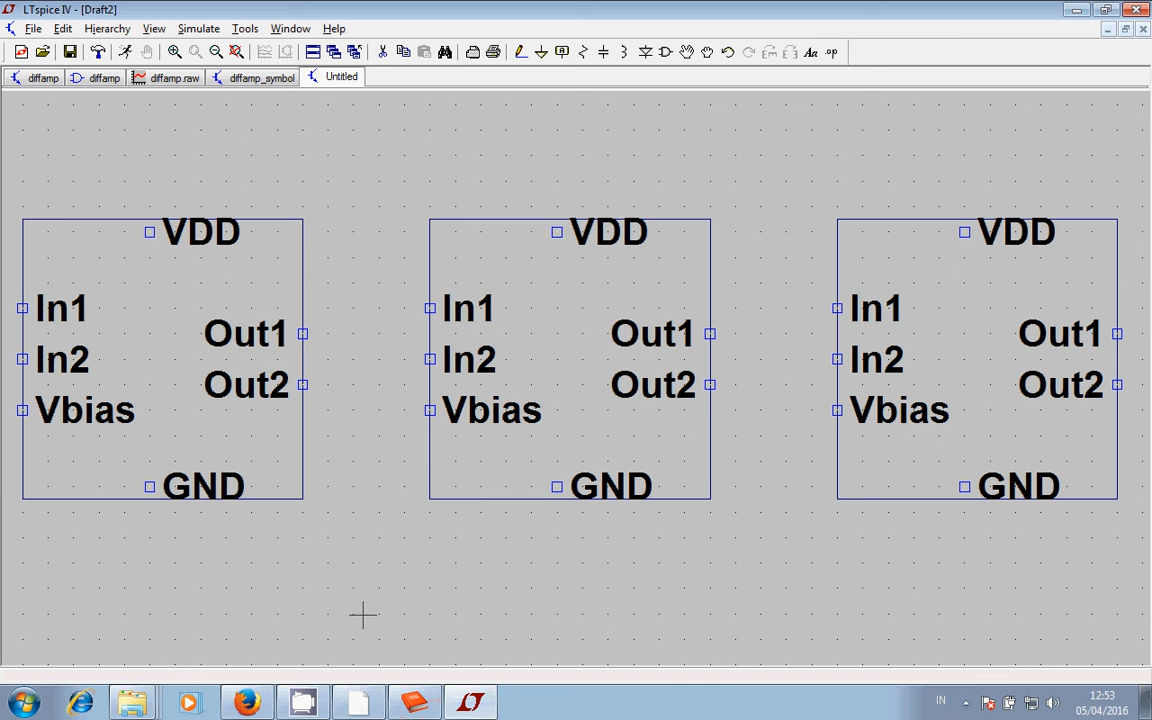 LTspice IV - [Draft2]
File Edit Hierarchy View Simulate Tools Window Help
Aa .op
diffamp diffamp diffamp.raw diffamp_symbol Untitled
VDD VDD VDD
In1 In1 In1
Out1 Out1 Out1
In2 In2 In2
Out2 Out2 Out2
Vbias Vbias Vbias
GND GND GND
IN 12:53
05/04/2016